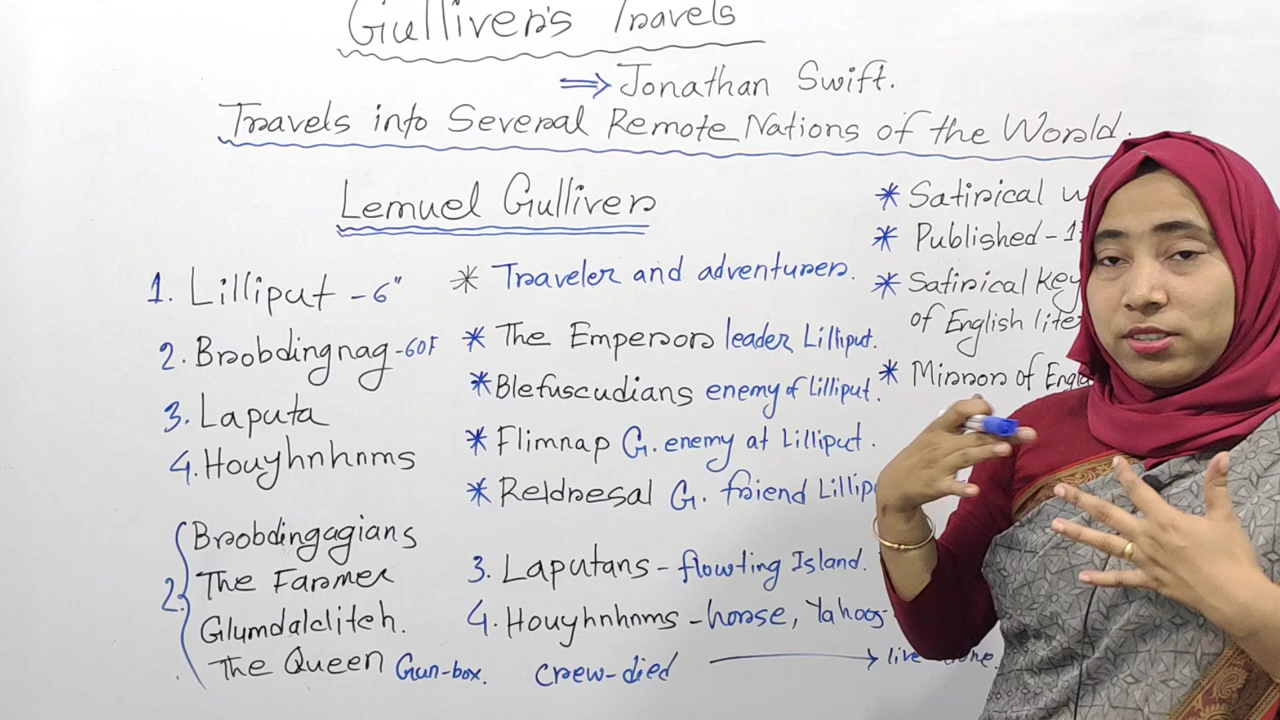 Gulliver's Travels
⇒ Jonathan Swift.
Travels into Several Remote Nations of the World.
Lemuel Gulliver
1. Lilliput - 6"
2. Brobdingnag - 60F
3. Laputa
4. Houyhnhnms
2. Brobdingagians
The Farmer
Glumdalclitch.
The Queen Gun-box.
* Traveler and adventurer.
* The Emperor leader Lilliput.
* Blefuscudians enemy of Lilliput.
* Flimnap G. enemy at Lilliput.
* Reldresal G. friend
3. Laputans - flowting Island.
4. Houyhnhnms - horse, Yahoos-
crew-died → live
* Satirical
* Published -
* Satirical Key
of English
* Mirror of